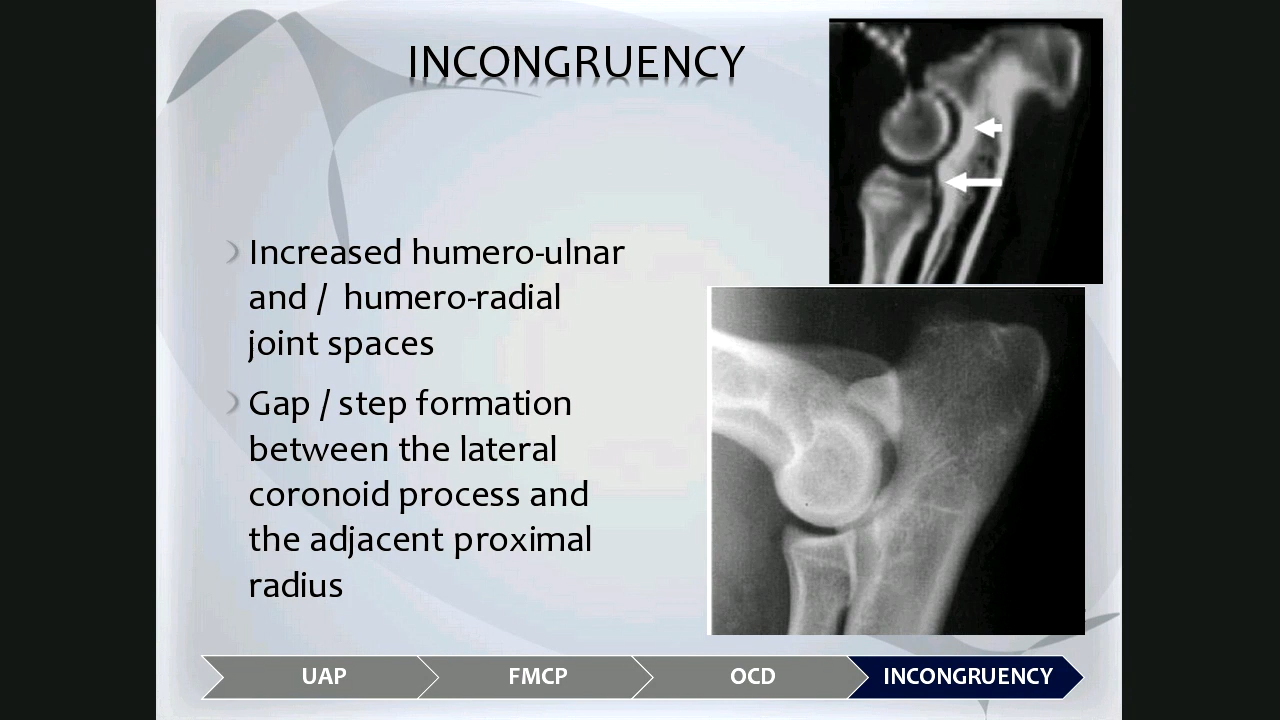 INCONGRUENCY
Increased humero-ulnar
and / humero-radial
joint spaces
Gap / step formation
between the lateral
coronoid process and
the adjacent proximal
radius
UAP
FMCP
OCD
INCONGRUENCY